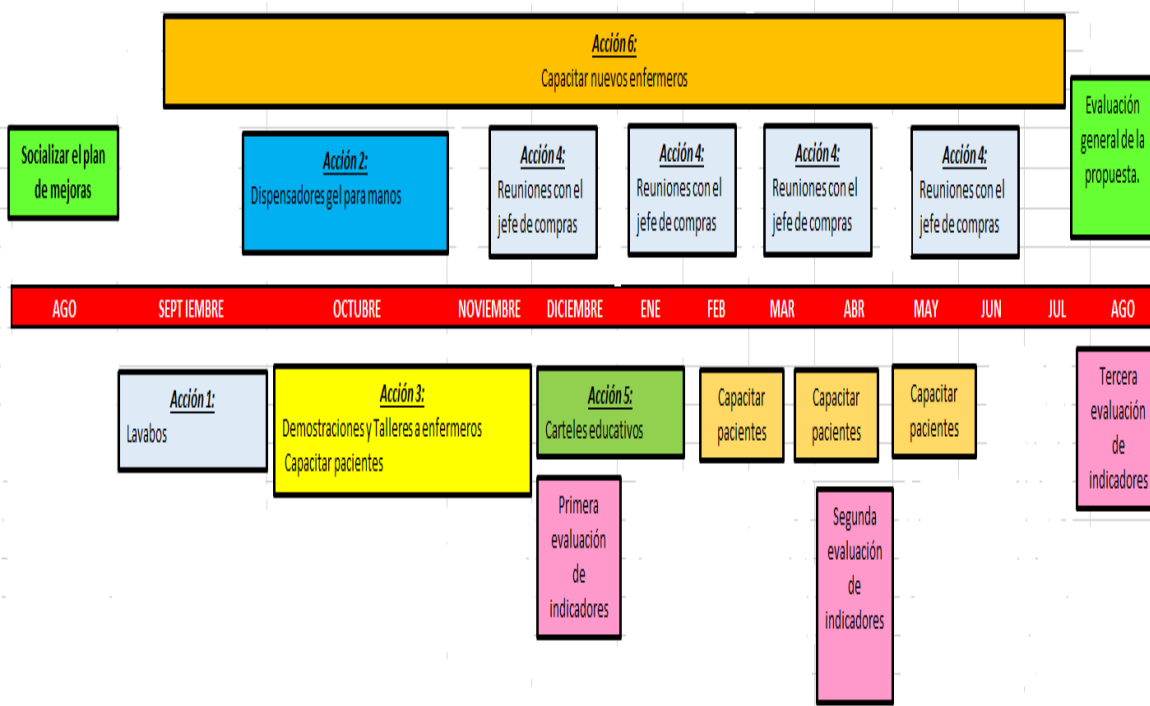 Acción 6:
Capacitar nuevos enfermeros
Socializar el plan
de mejoras
Acción 2:
Dispensadores gel para manos
Acción 4:
Reuniones con el
jefe de compras
Acción 4:
Reuniones con el
jefe de compras
Acción 4:
Reuniones con el
jefe de compras
Acción 4:
Reuniones con el
jefe de compras
Evaluación
general de la
propuesta.
AGO SEPTIEMBRE OCTUBRE NOVIEMBRE DICIEMBRE ENE FEB MAR ABR MAY JUN JUL AGO
Acción 1:
Lavabos
Acción 3:
Demostraciones y Talleres a enfermeros
Capacitar pacientes
Acción 5:
Carteles educativos
Capacitar
pacientes
Capacitar
pacientes
Capacitar
pacientes
Primera
evaluación
de
indicadores
Segunda
evaluación
de
indicadores
Tercera
evaluación
de
indicadores